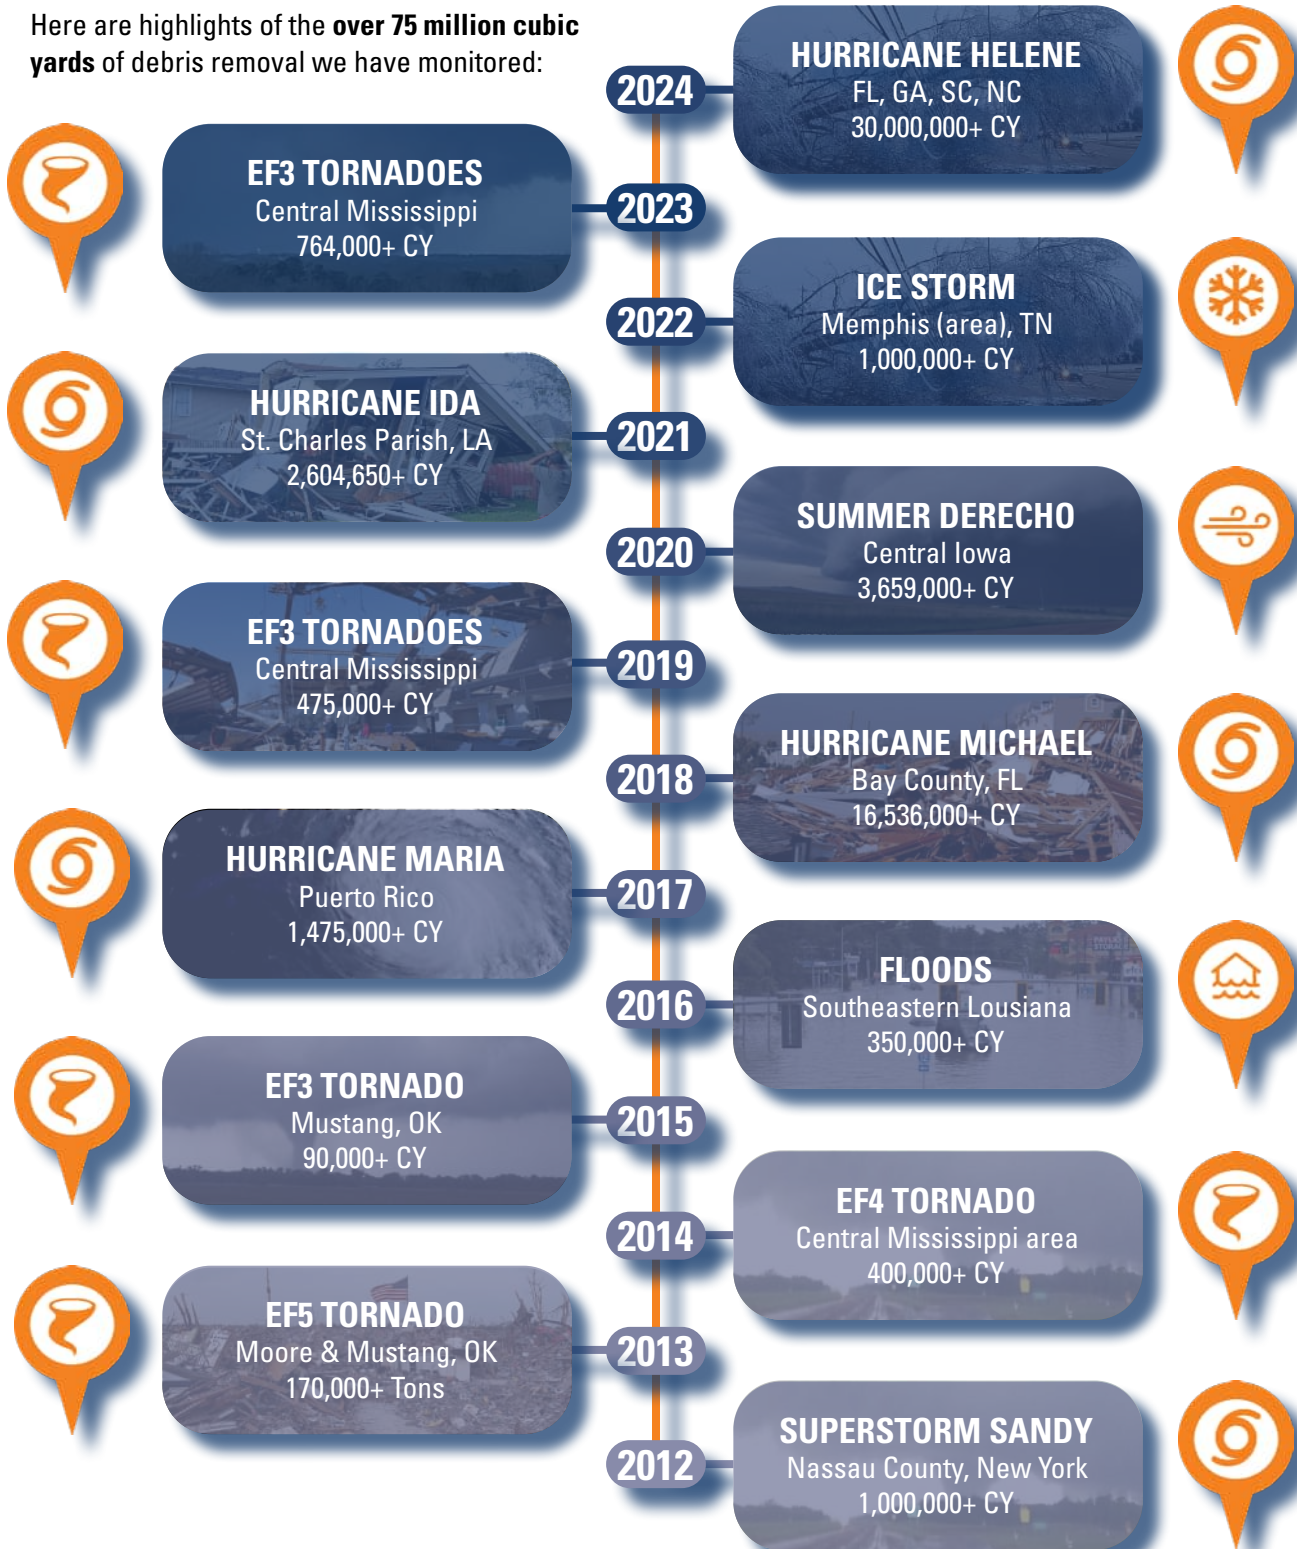 Here are highlights of the over 75 million cubic
yards of debris removal we have monitored:
2024
HURRICANE HELENE
FL, GA, SC, NC
30,000,000+ CY
2023
EF3 TORNADOES
Central Mississippi
764,000+ CY
2022
ICE STORM
Memphis (area), TN
1,000,000+ CY
2021
HURRICANE IDA
St. Charles Parish, LA
2,604,650+ CY
2020
SUMMER DERECHO
Central Iowa
3,659,000+ CY
2019
EF3 TORNADOES
Central Mississippi
475,000+ CY
2018
HURRICANE MICHAEL
Bay County, FL
16,536,000+ CY
2017
HURRICANE MARIA
Puerto Rico
1,475,000+ CY
2016
FLOODS
Southeastern Lousiana
350,000+ CY
2015
EF3 TORNADO
Mustang, OK
90,000+ CY
2014
EF4 TORNADO
Central Mississippi area
400,000+ CY
2013
EF5 TORNADO
Moore & Mustang, OK
170,000+ Tons
2012
SUPERSTORM SANDY
Nassau County, New York
1,000,000+ CY